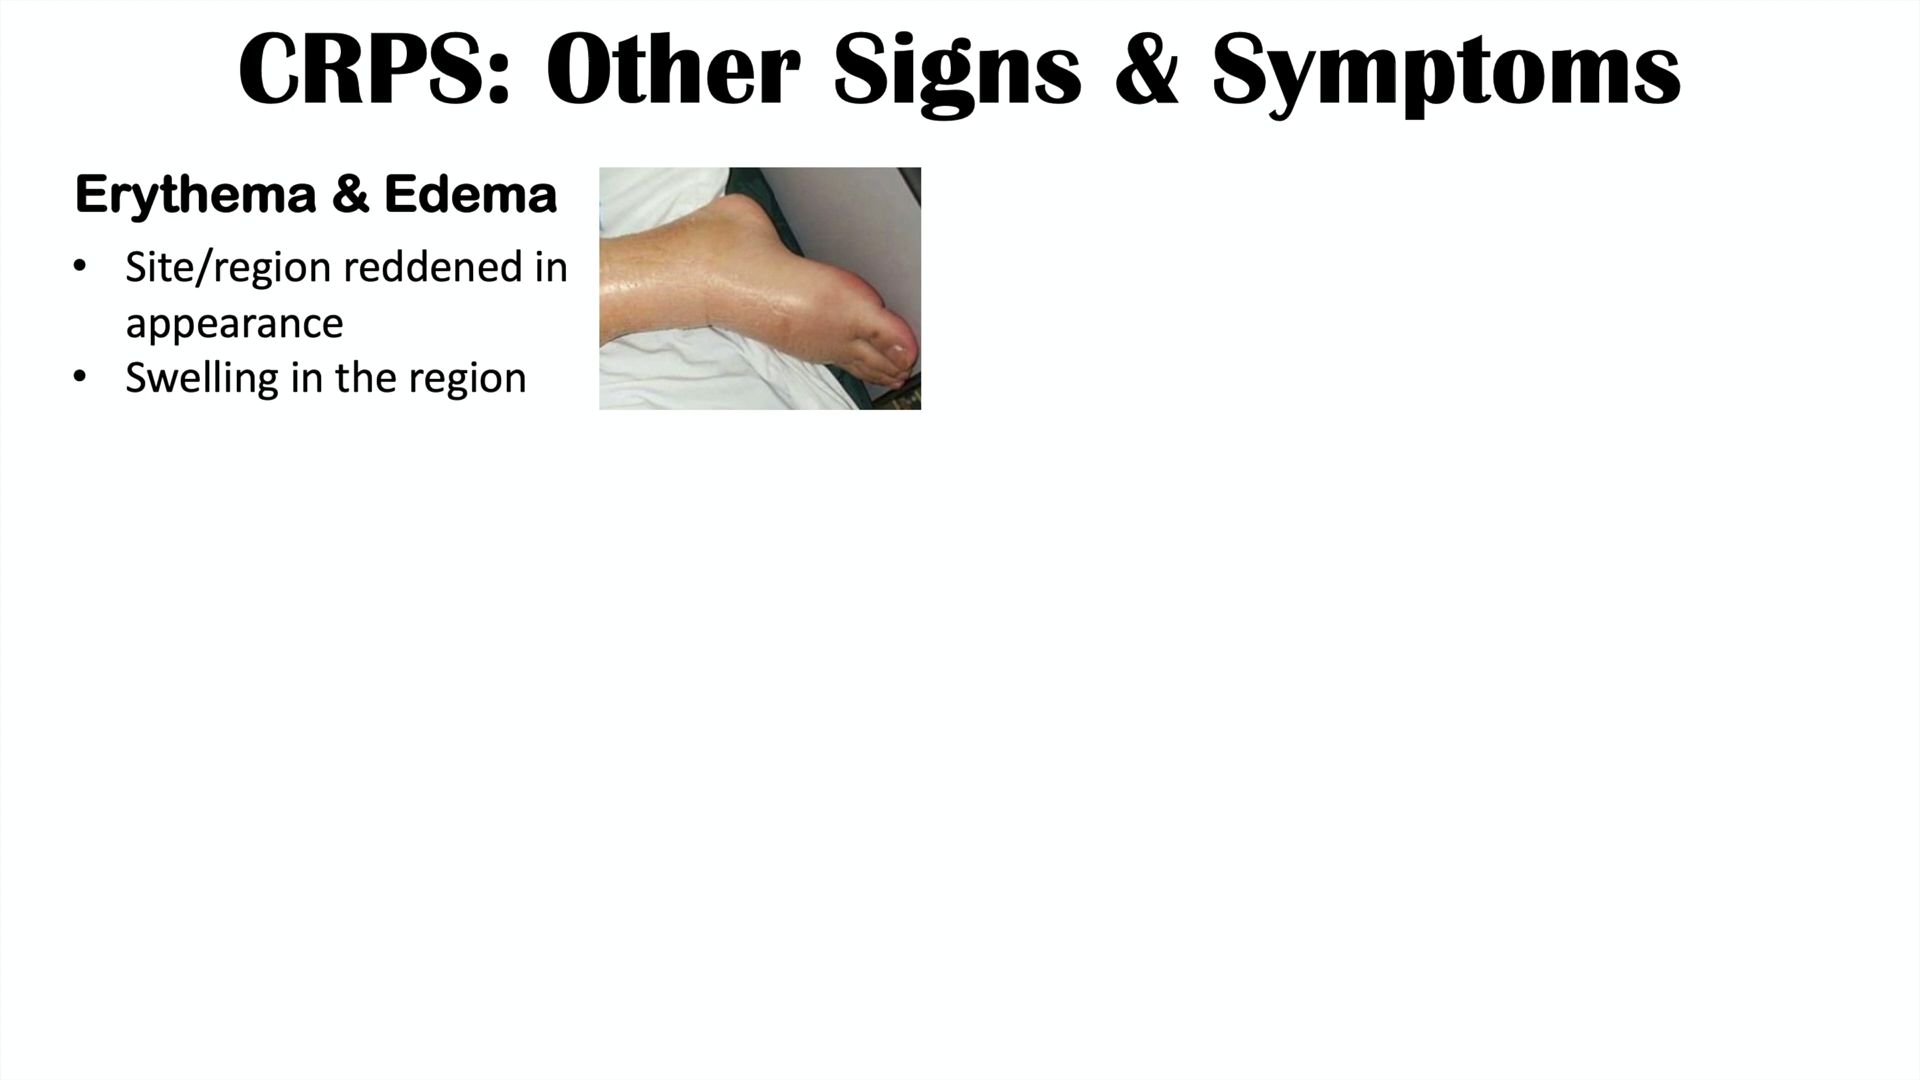 CRPS: Other Signs & Symptoms
Erythema & Edema
• Site/region reddened in
appearance
• Swelling in the region